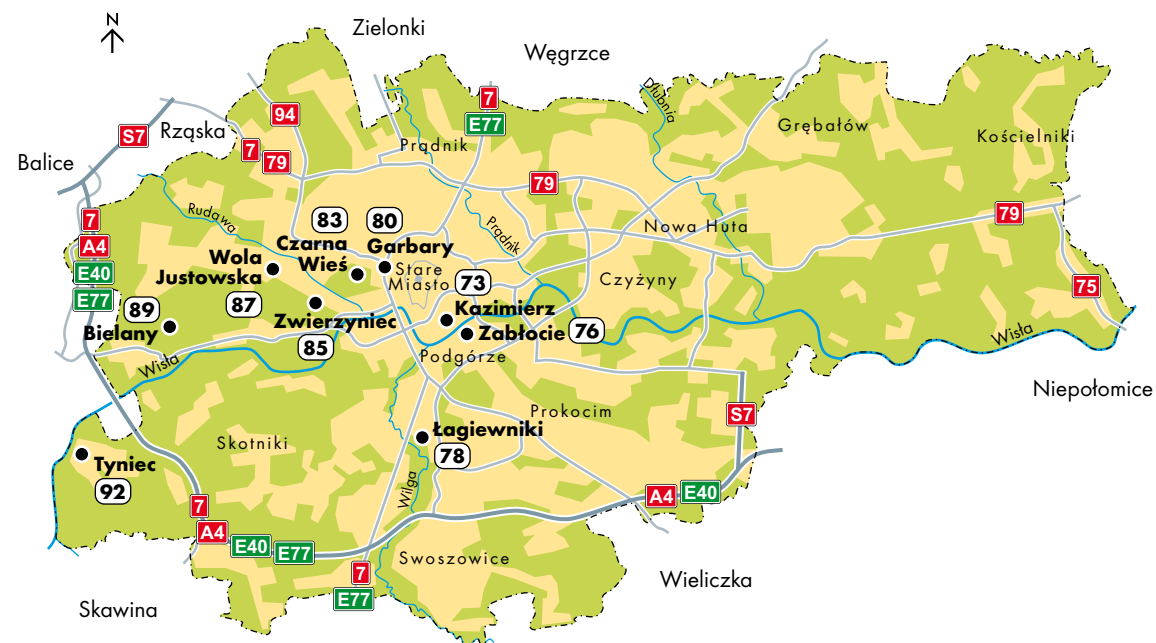 N
Zielonki
Węgrzce
7
E77
Dłubnia
94
S7
Rząska
7
79
Prądnik
Grębałów
Kościelniki
Balice
79
Rudawa
83
80
Prądnik
Nowa Huta
79
7
A4
E40
E77
Czarna
Wieś
Garbary
Stare
Miasto
73
Czyżyny
75
Wola
Justowska
87
89
Bielany
Zwierzyniec
85
Kazimierz
Zabłocie
76
Wisła
Wisła
Podgórze
Niepołomice
Prokocim
S7
Skotniki
Łagiewniki
78
Tyniec
92
Wilga
7
A4
E40
E77
A4
E40
Swoszowice
7
E77
Wieliczka
Skawina